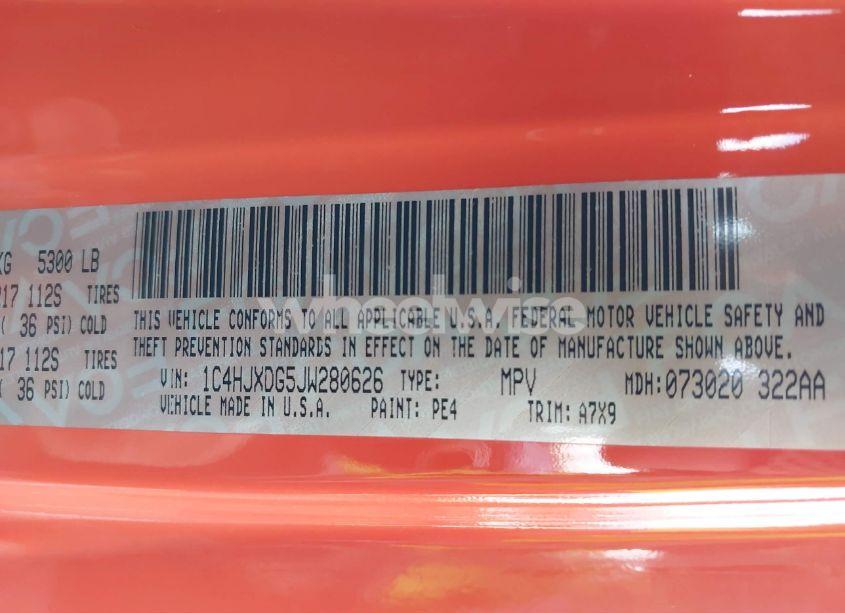 KG 5300 LB
17 112S TIRES
( 36 PSI) COLD
17 112S TIRES
( 36 PSI) COLD
THIS VEHICLE CONFORMS TO ALL APPLICABLE U.S.A. FEDERAL MOTOR VEHICLE SAFETY AND
THEFT PREVENTION STANDARDS IN EFFECT ON THE DATE OF MANUFACTURE SHOWN ABOVE.
VIN: 1C4HJXDG5JW280626 TYPE: MPV MDH: 073020 322AA
VEHICLE MADE IN U.S.A. PAINT: PE4 TRIM: A7X9
wheelwise